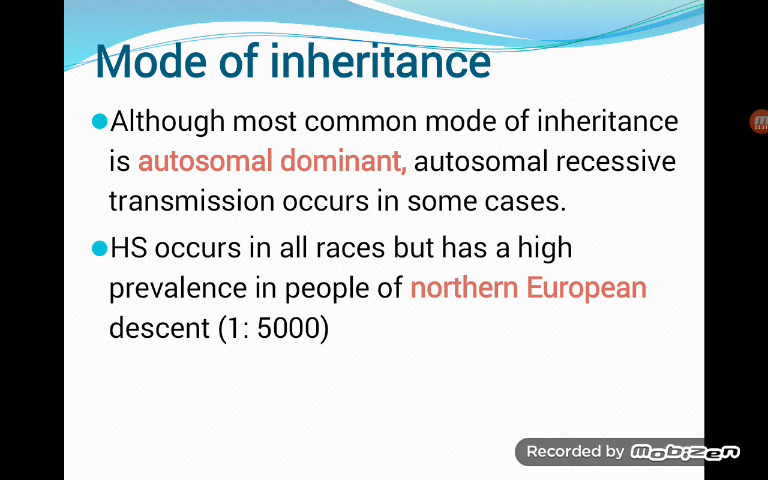 Mode of inheritance
Although most common mode of inheritance
is autosomal dominant, autosomal recessive
transmission occurs in some cases.
HS occurs in all races but has a high
prevalence in people of northern European
descent (1: 5000)
Recorded by mobizen